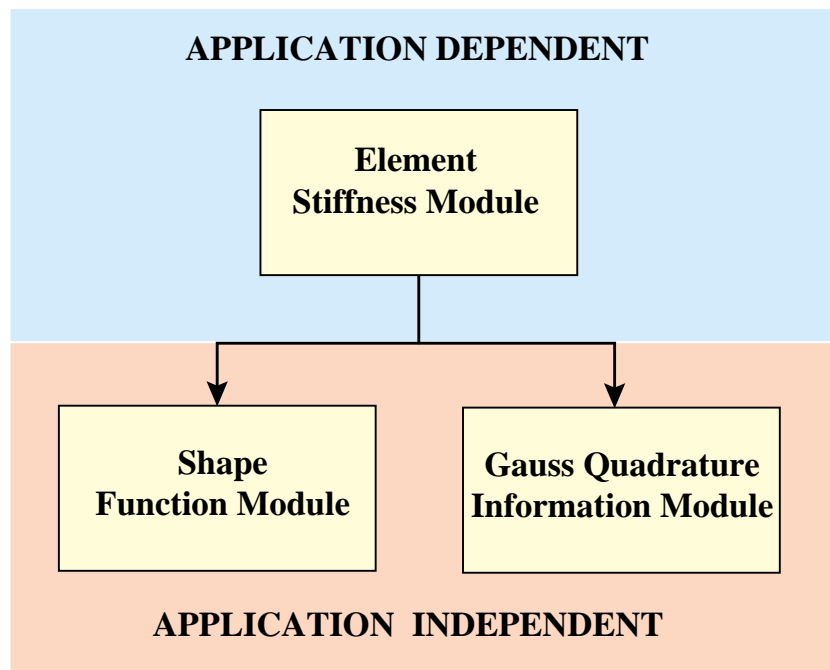 APPLICATION DEPENDENT
Element
Stiffness Module
Shape
Function Module
Gauss Quadrature
Information Module
APPLICATION INDEPENDENT